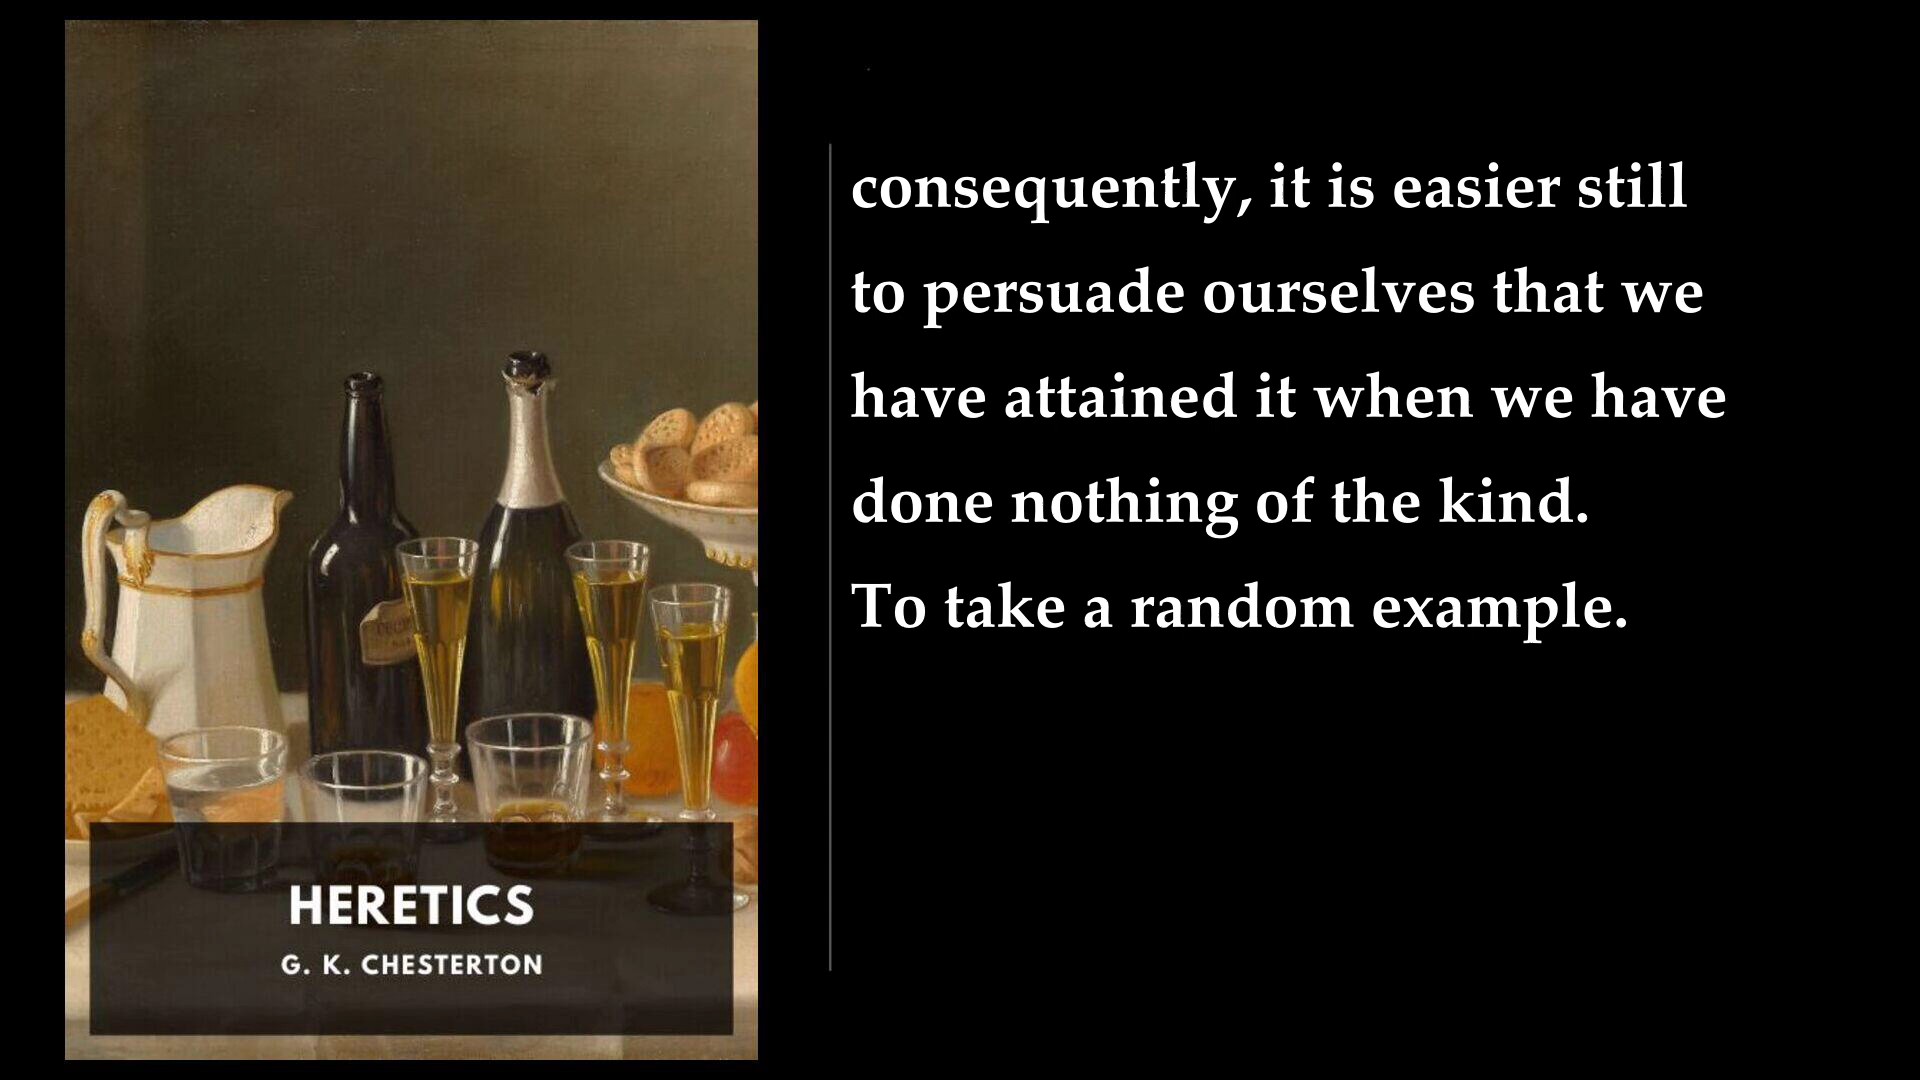 consequently, it is easier still
to persuade ourselves that we
have attained it when we have
done nothing of the kind.
To take a random example.
HERETICS
G. K. CHESTERTON